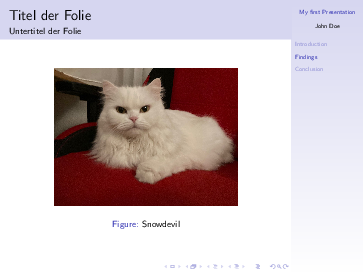 Titel der Folie
Untertitel der Folie
Figure: Snowdevil
My first Presentation
John Doe
Introduction
Findings
Conclusion